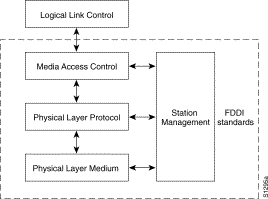 Logical Link Control
Media Access Control
Physical Layer Protocol
Station
Management
FDDI
standards
Physical Layer Medium
S1295a